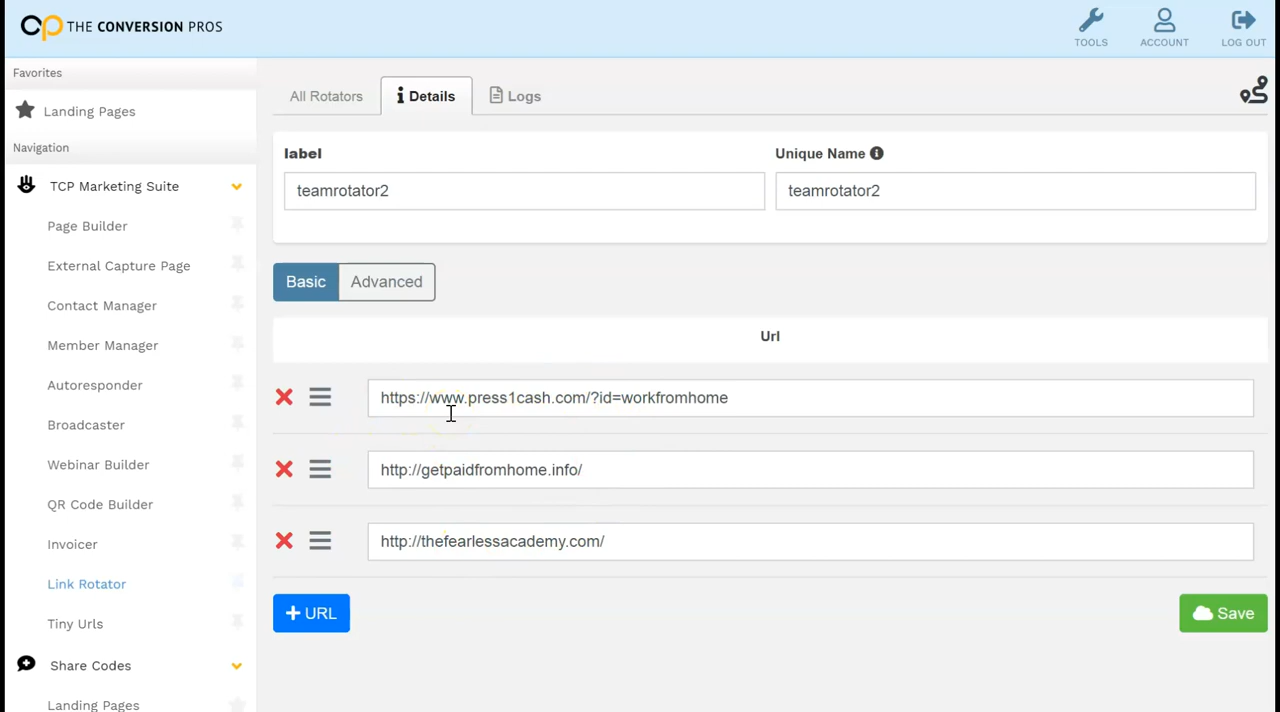 cp THE CONVERSION PROS
TOOLS
ACCOUNT
LOG OUT
Favorites
Landing Pages
Navigation
TCP Marketing Suite
Page Builder
External Capture Page
Contact Manager
Member Manager
Autoresponder
Broadcaster
Webinar Builder
QR Code Builder
Invoicer
Link Rotator
Tiny Urls
Share Codes
Landing Pages
All Rotators
Details
Logs
label
Unique Name
teamrotator2
teamrotator2
Basic
Advanced
Url
https://www.press1cash.com/?id=workfromhome
http://getpaidfromhome.info/
http://thefearlessacademy.com/
+ URL
Save